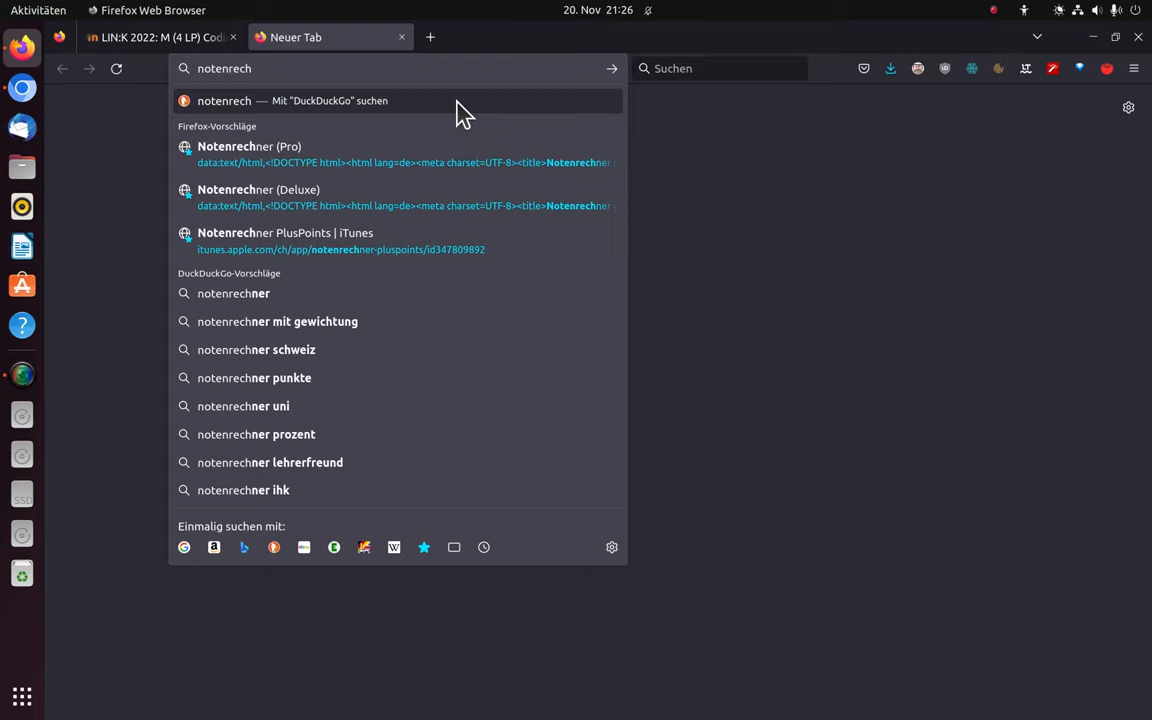 Aktivitäten
Firefox Web Browser
20. Nov 21:26
LIN:K 2022: M (4 LP) Codi
Neuer Tab
notenrech
Suchen
notenrech — Mit "DuckDuckGo" suchen
Firefox-Vorschläge
Notenrechner (Pro)
data:text/html,<!DOCTYPE html><html lang=de><meta charset=UTF-8><title>Notenrechner
Notenrechner (Deluxe)
data:text/html,<!DOCTYPE html><html lang=de><meta charset=UTF-8><title>Notenrechner
Notenrechner PlusPoints | iTunes
itunes.apple.com/ch/app/notenrechner-pluspoints/id347809892
DuckDuckGo-Vorschläge
notenrechner
notenrechner mit gewichtung
notenrechner schweiz
notenrechner punkte
notenrechner uni
notenrechner prozent
notenrechner lehrerfreund
notenrechner ihk
SSD
Einmalig suchen mit: